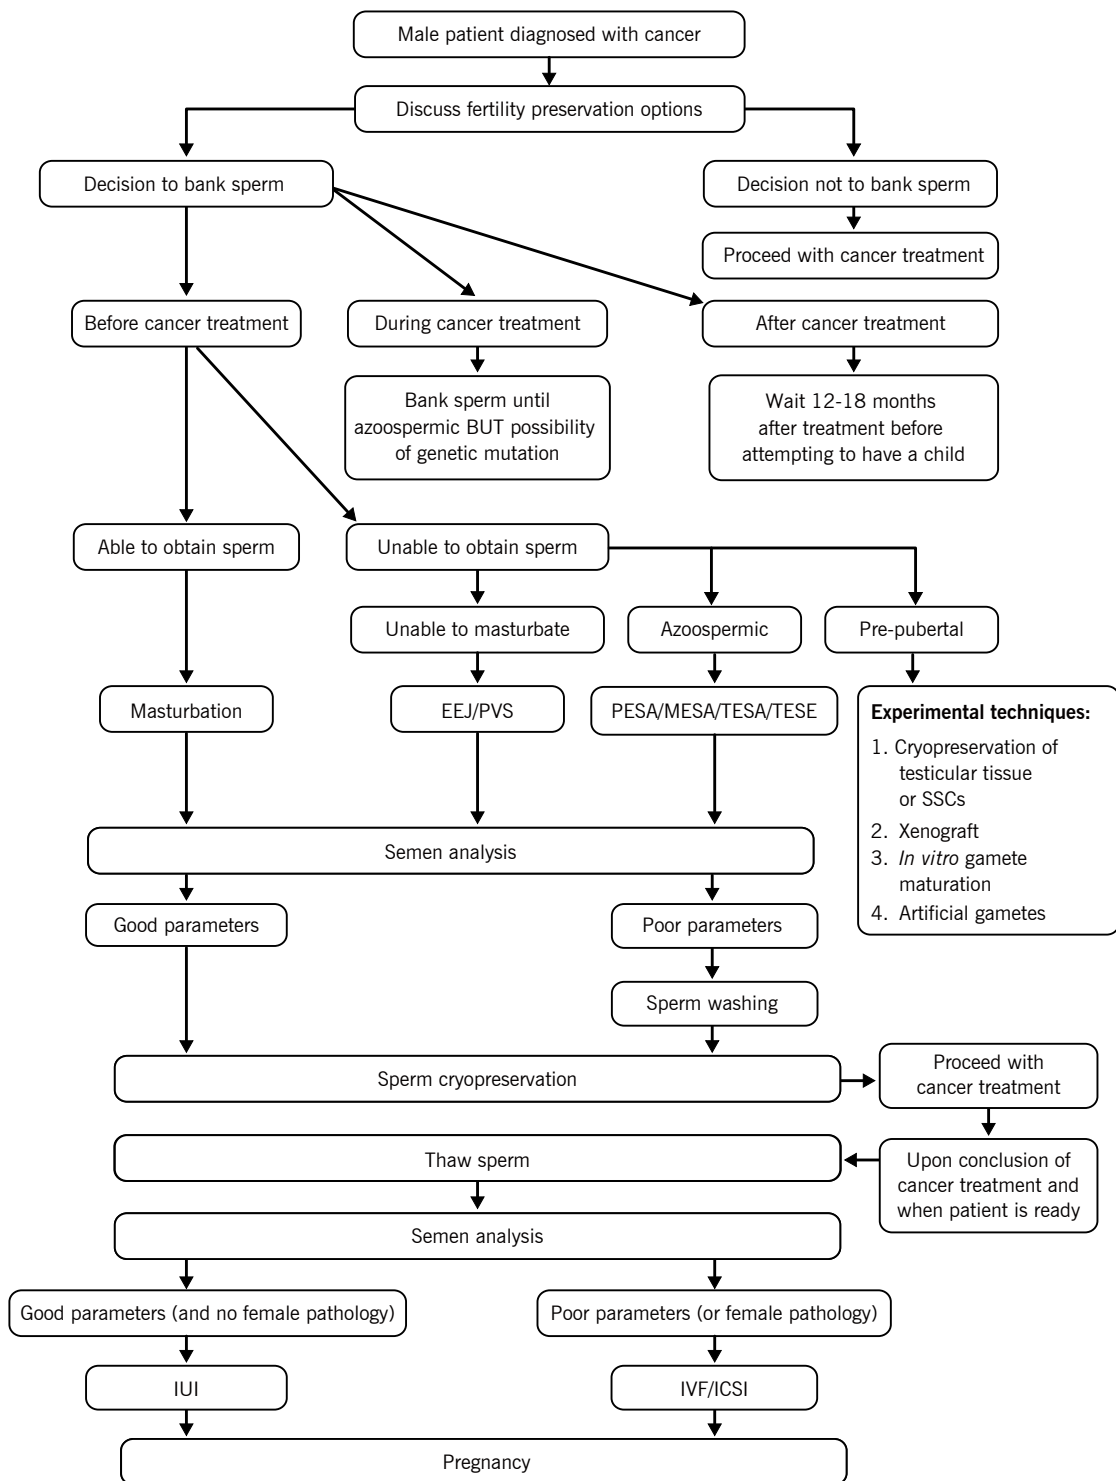 Male patient diagnosed with cancer
Discuss fertility preservation options
Decision to bank sperm
Decision not to bank sperm
Proceed with cancer treatment
Before cancer treatment
During cancer treatment
After cancer treatment
Bank sperm until
azoospermic BUT possibility
of genetic mutation
Wait 12-18 months
after treatment before
attempting to have a child
Able to obtain sperm
Unable to obtain sperm
Unable to masturbate
Azoospermic
Pre-pubertal
Masturbation
EEJ/PVS
PESA/MESA/TESA/TESE
Experimental techniques:
1. Cryopreservation of
testicular tissue
or SSCs
2. Xenograft
3. In vitro gamete
maturation
4. Artificial gametes
Semen analysis
Good parameters
Poor parameters
Sperm washing
Sperm cryopreservation
Proceed with
cancer treatment
Upon conclusion of
cancer treatment and
when patient is ready
Thaw sperm
Semen analysis
Good parameters (and no female pathology)
Poor parameters (or female pathology)
IUI
IVF/ICSI
Pregnancy